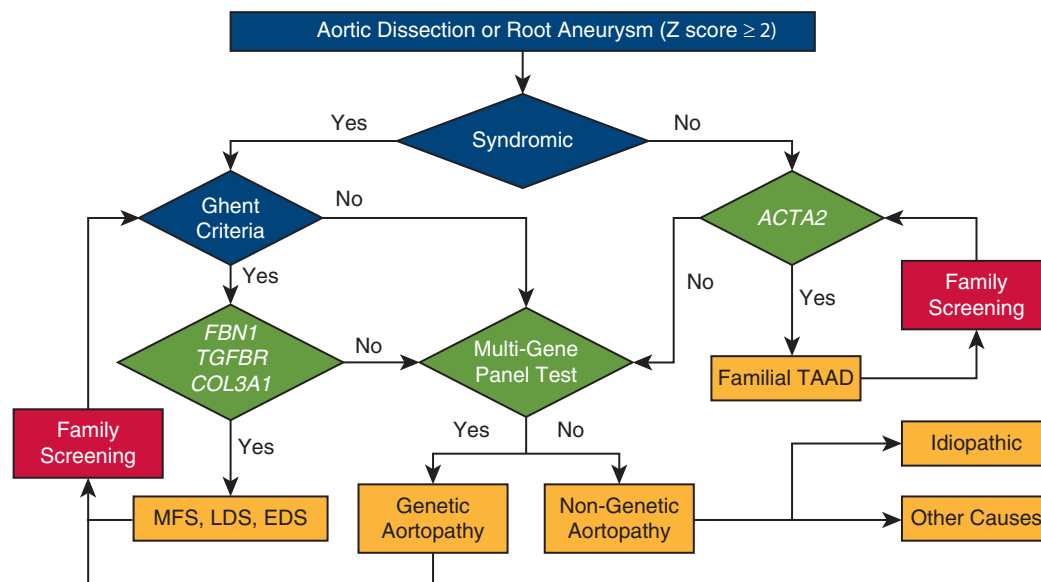 Aortic Dissection or Root Aneurysm (Z score ≥ 2)
Yes
Syndromic
No
Ghent
Criteria
No
ACTA2
Yes
No
Yes
Family
Screening
FBN1
TGFBR
COL3A1
No
Multi-Gene
Panel Test
Familial TAAD
Family
Screening
Yes
Yes
No
Idiopathic
MFS, LDS, EDS
Genetic
Aortopathy
Non-Genetic
Aortopathy
Other Causes